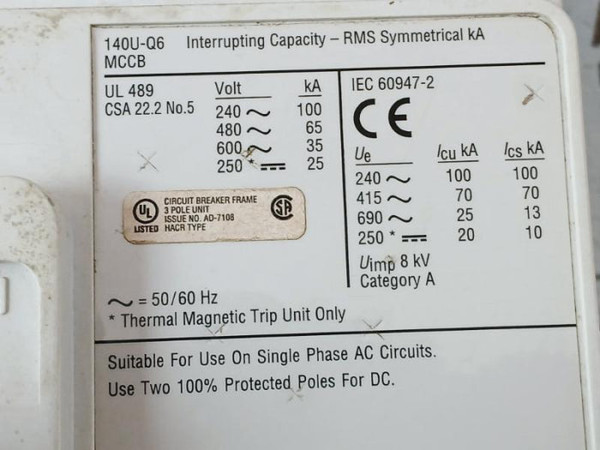 140U-Q6 Interrupting Capacity – RMS Symmetrical kA
MCCB
UL 489 Volt kA
CSA 22.2 No.5 240 ~ 100
480 ~ 65
600 ~ 35
250 * ⎓ 25
UL
LISTED
CIRCUIT BREAKER FRAME
3 POLE UNIT
ISSUE NO. AD-7108
HACR TYPE
SA
IEC 60947-2
CE
Ue Icu kA Ics kA
240 ~ 100 100
415 ~ 70 70
690 ~ 25 13
250 * ⎓ 20 10
Uimp 8 kV
Category A
~ = 50/60 Hz
* Thermal Magnetic Trip Unit Only
Suitable For Use On Single Phase AC Circuits.
Use Two 100% Protected Poles For DC.